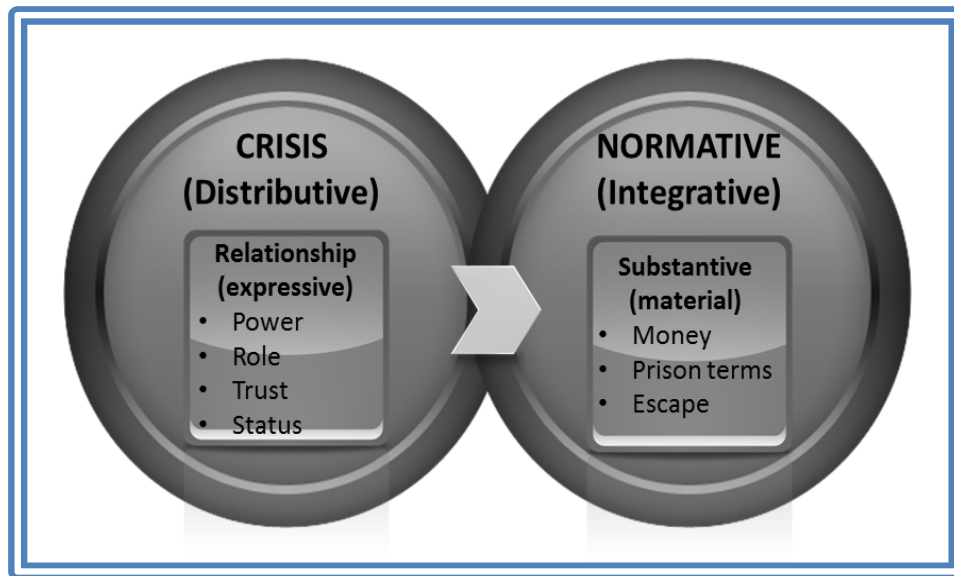 CRISIS
(Distributive)
Relationship
(expressive)
• Power
• Role
• Trust
• Status
NORMATIVE
(Integrative)
Substantive
(material)
• Money
• Prison terms
• Escape